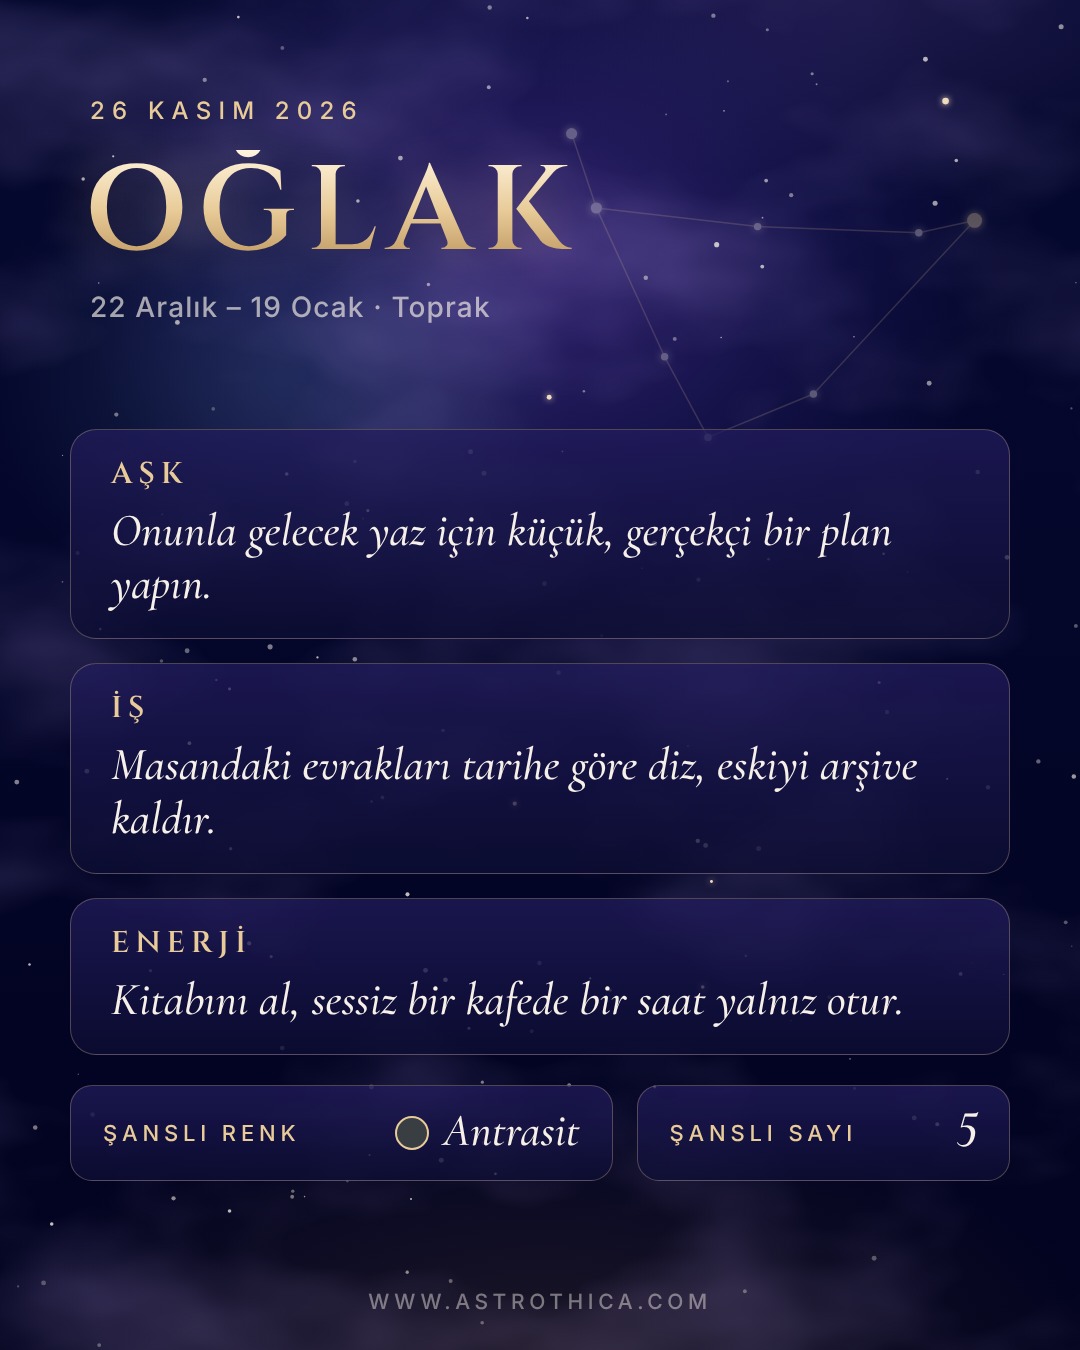 26 KASIM 2026
OĞLAK
22 Aralık – 19 Ocak · Toprak
AŞK
Onunla gelecek yaz için küçük, gerçekçi bir plan
yapın.
İŞ
Masandaki evrakları tarihe göre diz, eskiyi arşive
kaldır.
ENERJİ
Kitabını al, sessiz bir kafede bir saat yalnız otur.
ŞANSLI RENK Antrasit
ŞANSLI SAYI 5
WWW.ASTROTHICA.COM